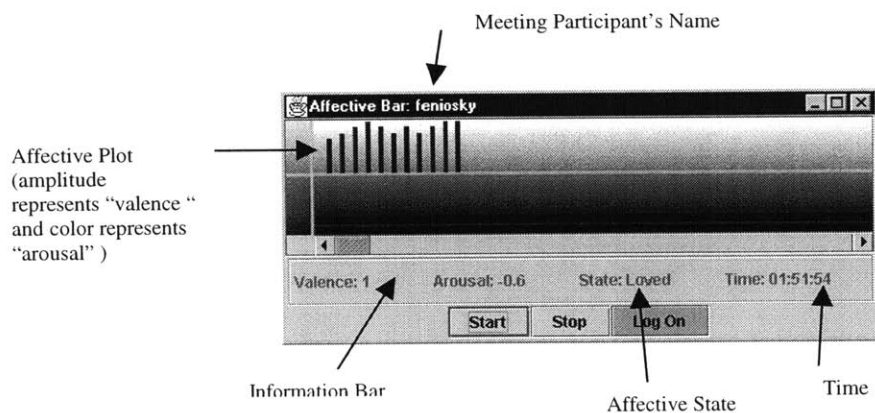 Meeting Participant's Name
Affective Bar: feniosky
Affective Plot
(amplitude
represents “valence “
and color represents
“arousal” )
Valence: 1 Arousal: -0.6 State: Loved Time: 01:51:54
Start Stop Log On
Information Bar
Affective State
Time